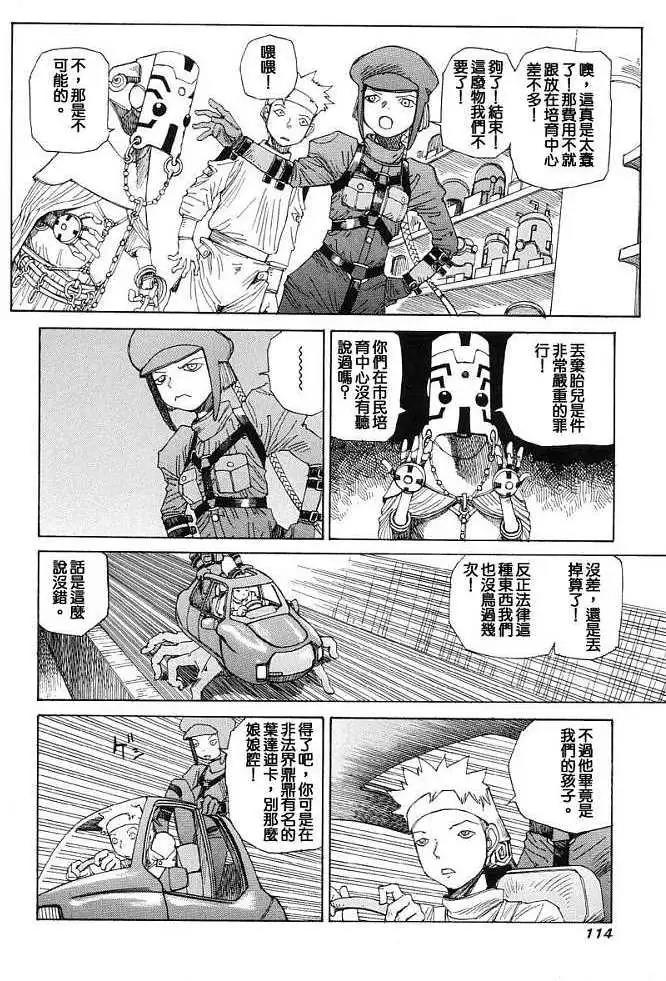 噢，這真是太蠢
了！那費用不就
跟放在培育中心
差不多！
夠了！結束！
這廢物我們不
要了！
喂喂！
不，那是不
可能的。
丟棄胎兒是件
非常嚴重的罪
行！
你們在市民培
育中心沒有聽
說過嗎？
～～～
沒差，還是丟
掉算了！
反正法律這
種東西我們
也沒鳥過幾
次！
話是這麼
說沒錯。
不過他畢竟是
我們的孩子。
得了吧，你可是在
非法界鼎鼎有名的
葉達迪卡，別那麼
娘娘腔！
ゲシ
114